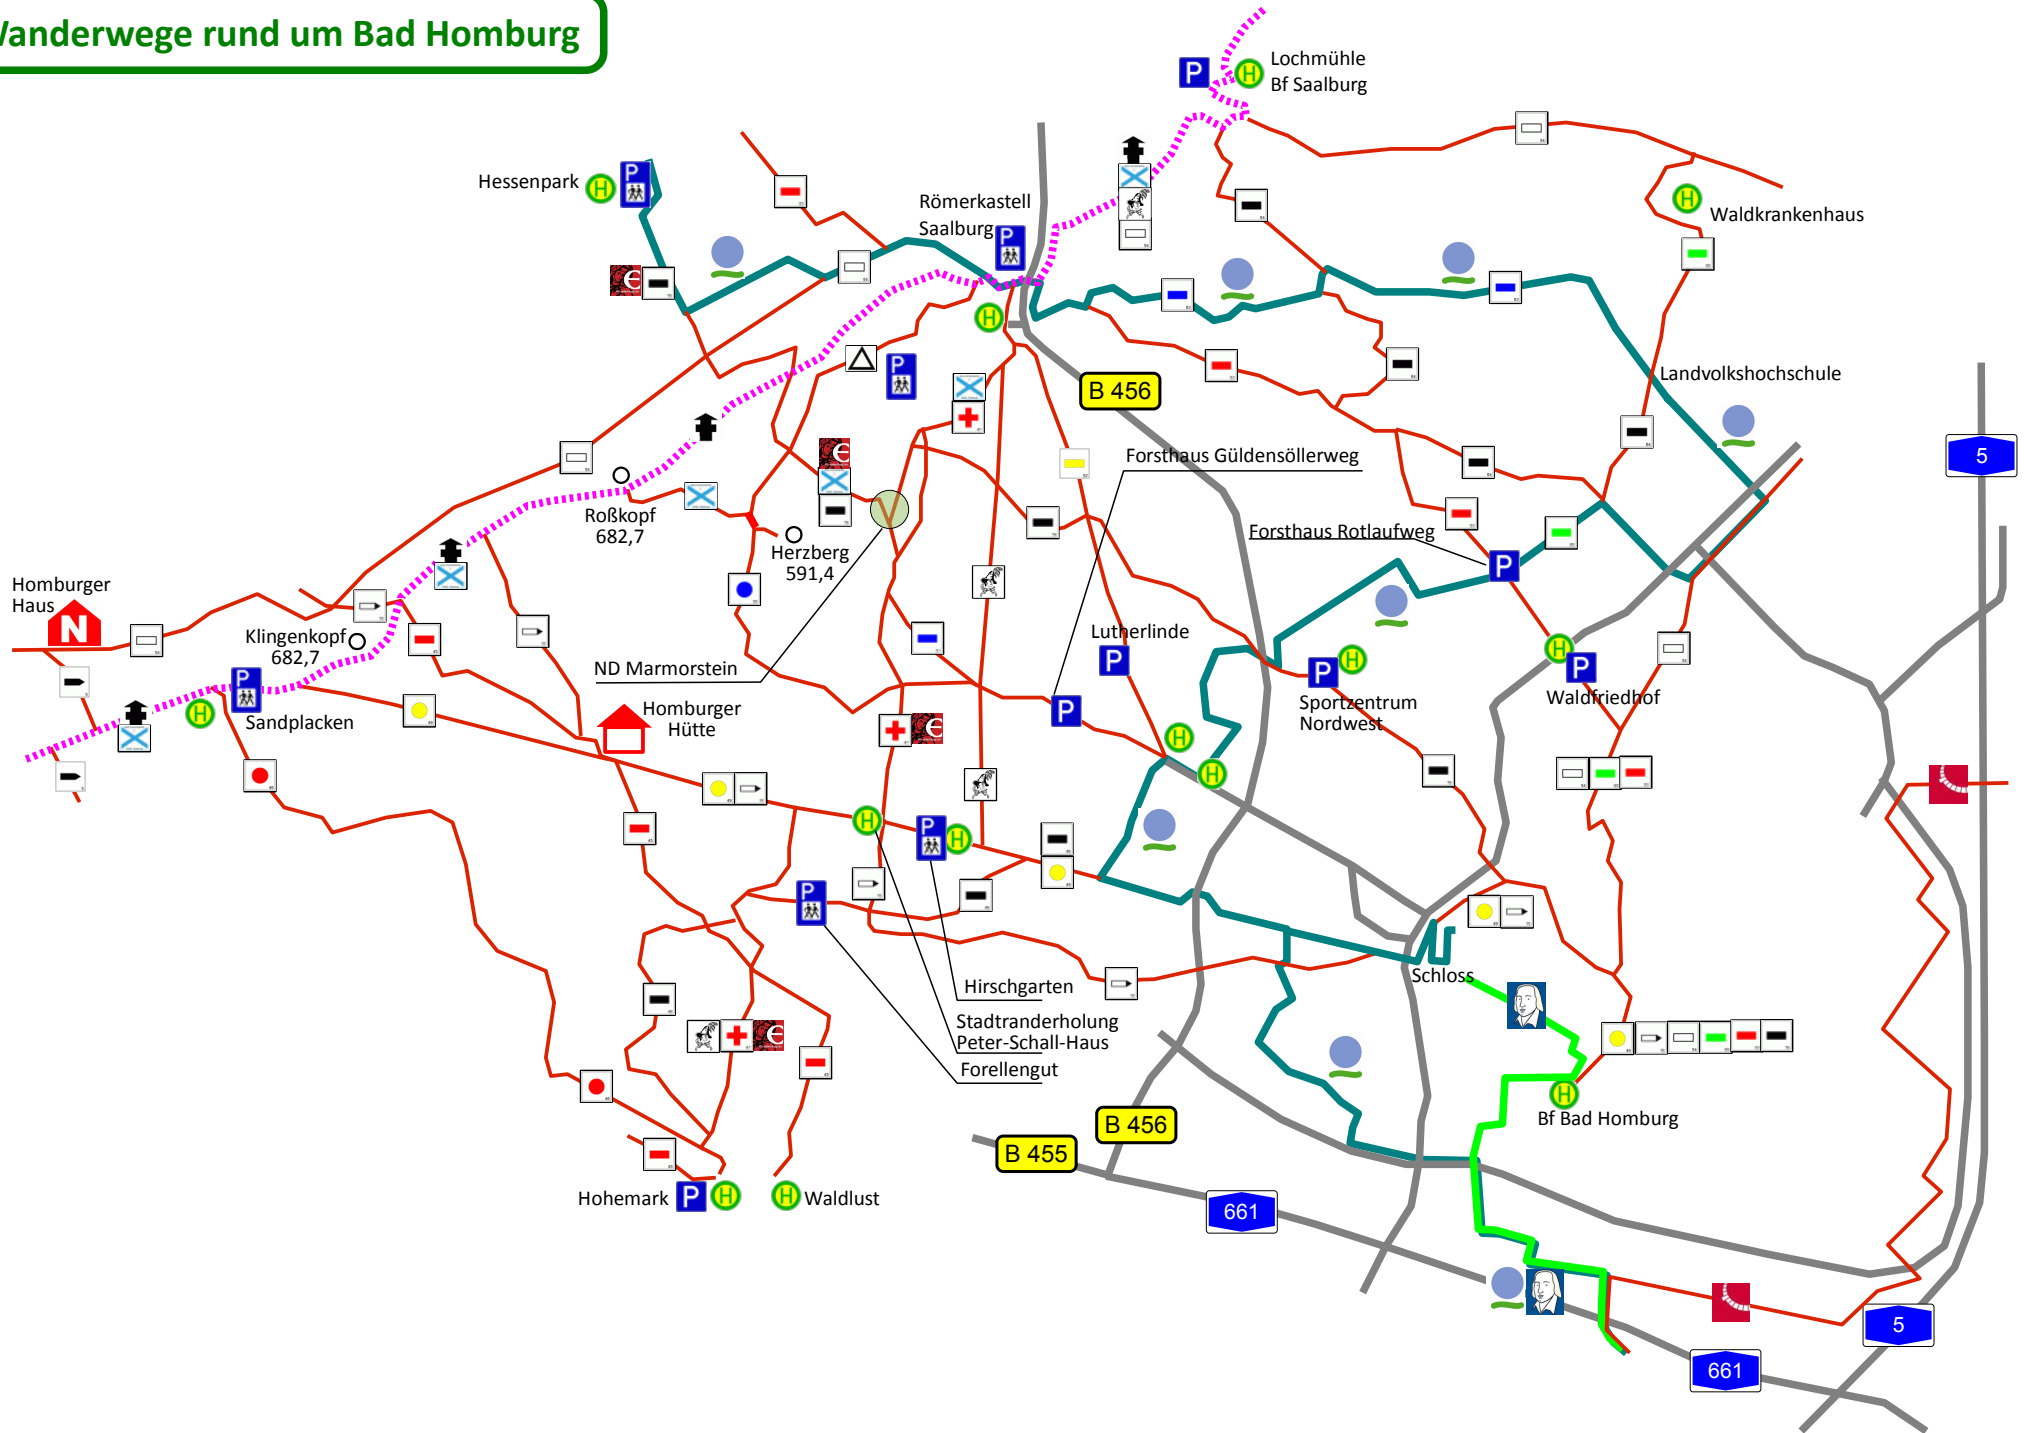 Wanderwege rund um Bad Homburg
Lochmühle
Bf Saalburg
Hessenpark
Römerkastell
Saalburg
Waldkrankenhaus
Landvolkshochschule
B 456
Forsthaus Güldensöllerweg
5
Roßkopf
682,7
Herzberg
591,4
Forsthaus Rotlaufweg
Homburger
Haus
N
Klingenkopf
682,7
Lutherlinde
ND Marmorstein
Sandplacken
Homburger
Hütte
Sportzentrum
Nordwest
Waldfriedhof
Schloss
Hirschgarten
Stadtranderholung
Peter-Schall-Haus
Forellengut
Bf Bad Homburg
B 456
B 455
Hohemark
Waldlust
661
5
661